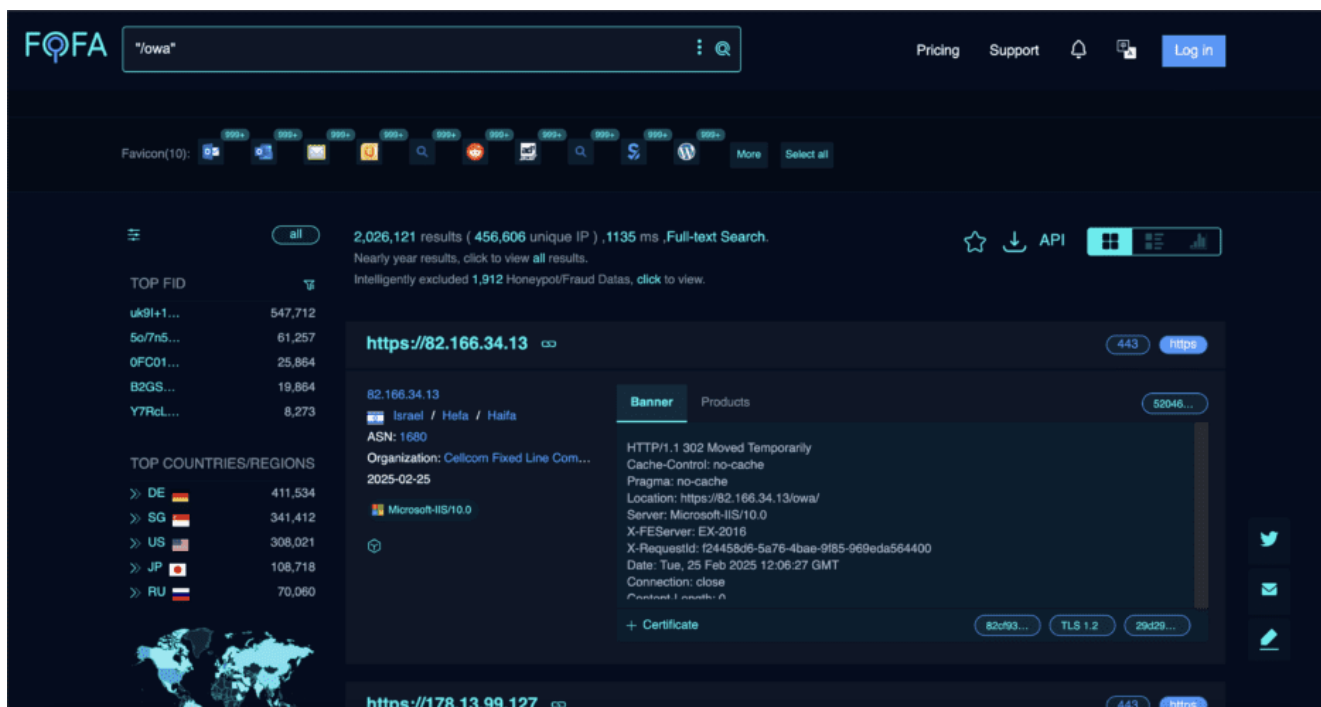 FOFA
"/owa"
Pricing
Support
Log in
Favicon(10):
999+ 999+ 999+ 999+ 999+ 999+ 999+ 999+ 999+ 999+
More
Select all
all
2,026,121 results ( 456,606 unique IP ) ,1135 ms ,Full-text Search.
Nearly year results, click to view all results.
Intelligently excluded 1,912 Honeypot/Fraud Datas, click to view.
API
TOP FID
uk9I+1... 547,712
5o/7n5... 61,257
0FC01... 25,864
B2GS... 19,864
Y7RcL... 8,273
TOP COUNTRIES/REGIONS
DE 411,534
SG 341,412
US 308,021
JP 108,718
RU 70,060
https://82.166.34.13
443 https
82.166.34.13
Israel / Hefa / Haifa
ASN: 1680
Organization: Cellcom Fixed Line Com...
2025-02-25
Microsoft-IIS/10.0
Banner
Products
52046...
HTTP/1.1 302 Moved Temporarily
Cache-Control: no-cache
Pragma: no-cache
Location: https://82.166.34.13/owa/
Server: Microsoft-IIS/10.0
X-FEServer: EX-2016
X-RequestId: f24458d6-5a76-4bae-9f85-969eda564400
Date: Tue, 25 Feb 2025 12:06:27 GMT
Connection: close
Content-Length: 0
+ Certificate
82cf93...
TLS 1.2
29d29...
https://178.13.99.127
443 https